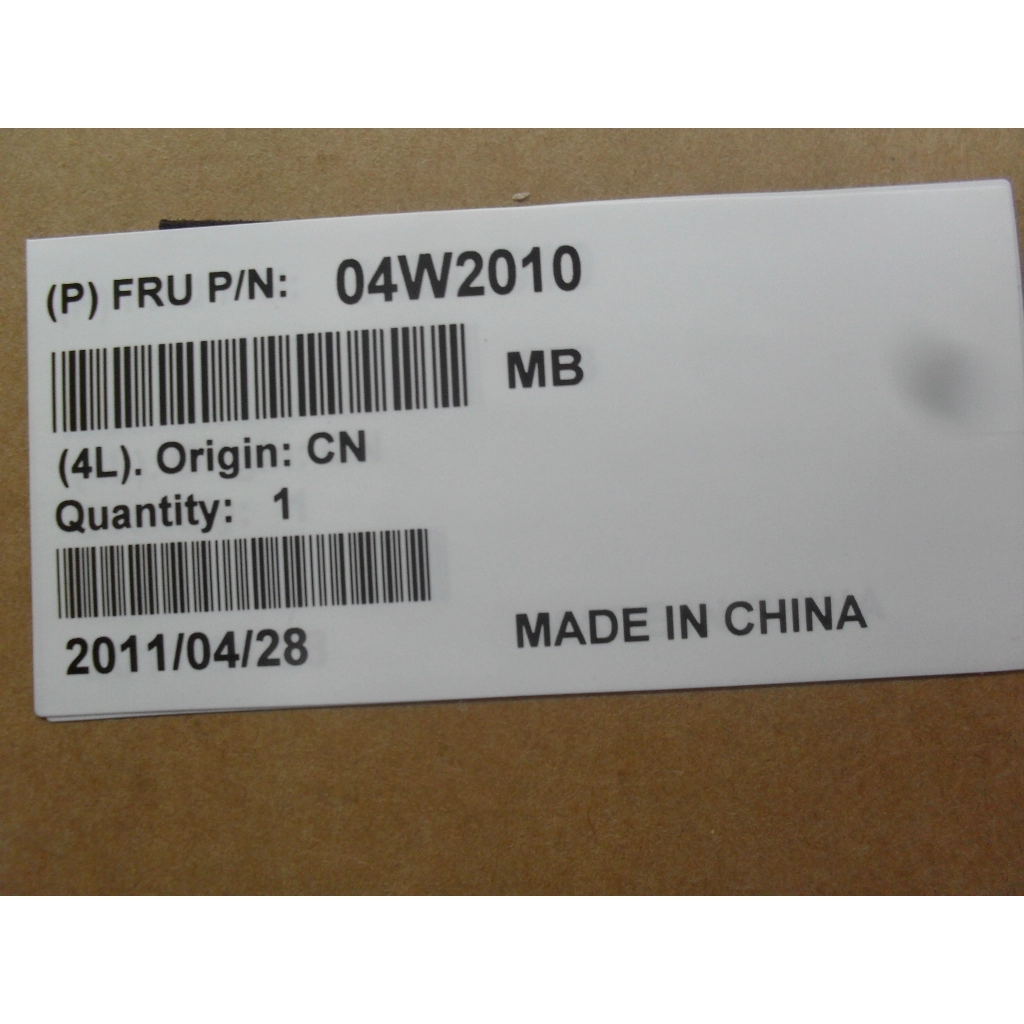 (P) FRU P/N: 04W2010
MB
(4L). Origin: CN
Quantity: 1
2011/04/28
MADE IN CHINA